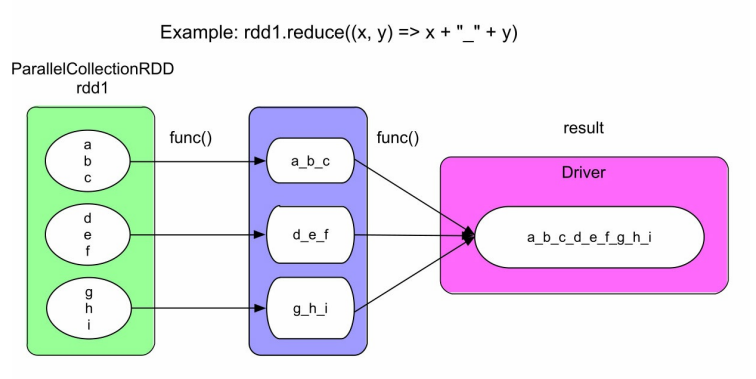 Example: rdd1.reduce((x, y) => x + "_" + y)
ParallelCollectionRDD
rdd1
func()
func()
result
Driver
a
b
c
a_b_c
d
e
f
d_e_f
a_b_c_d_e_f_g_h_i
g
h
i
g_h_i